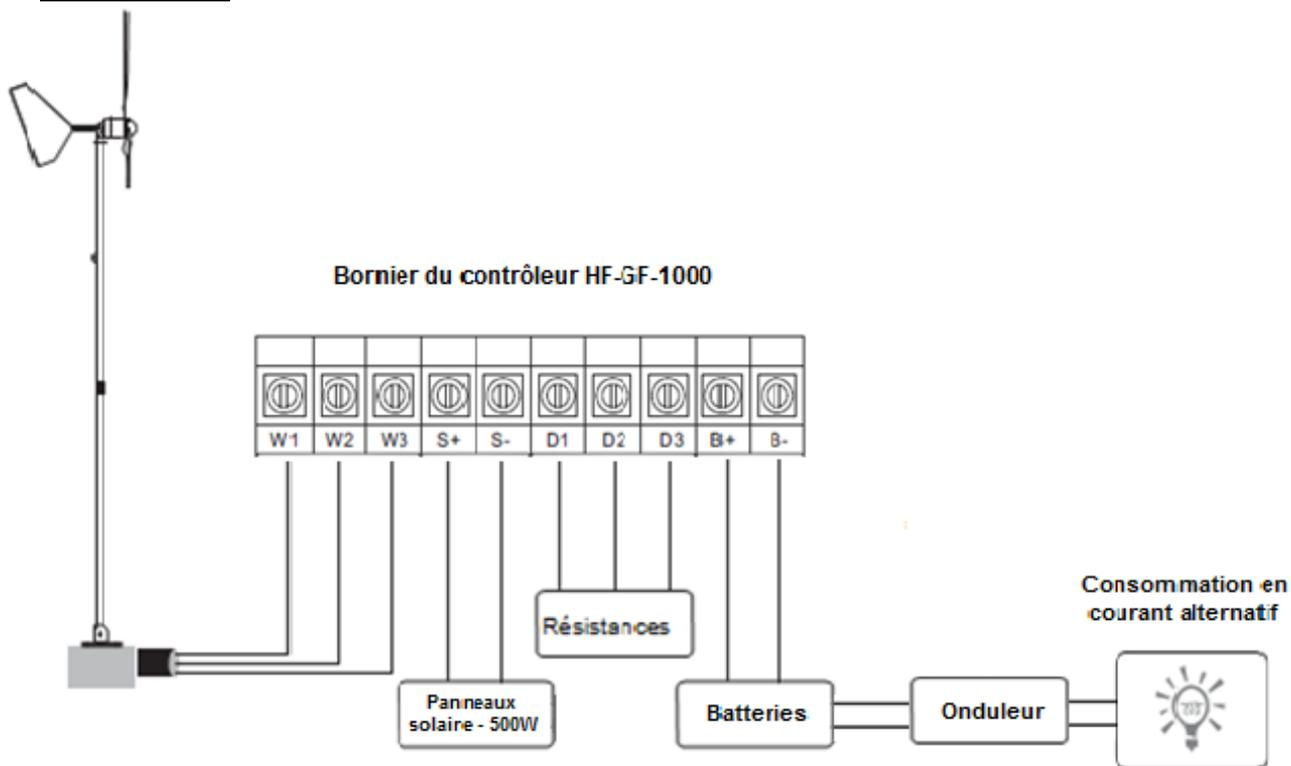 Bornier du contrôleur HF-GF-1000
W1 W2 W3 S+ S- D1 D2 D3 B+ B-
Consommation en
courant alternatif
Résistances
Panneaux
solaire - 500W
Batteries
Onduleur